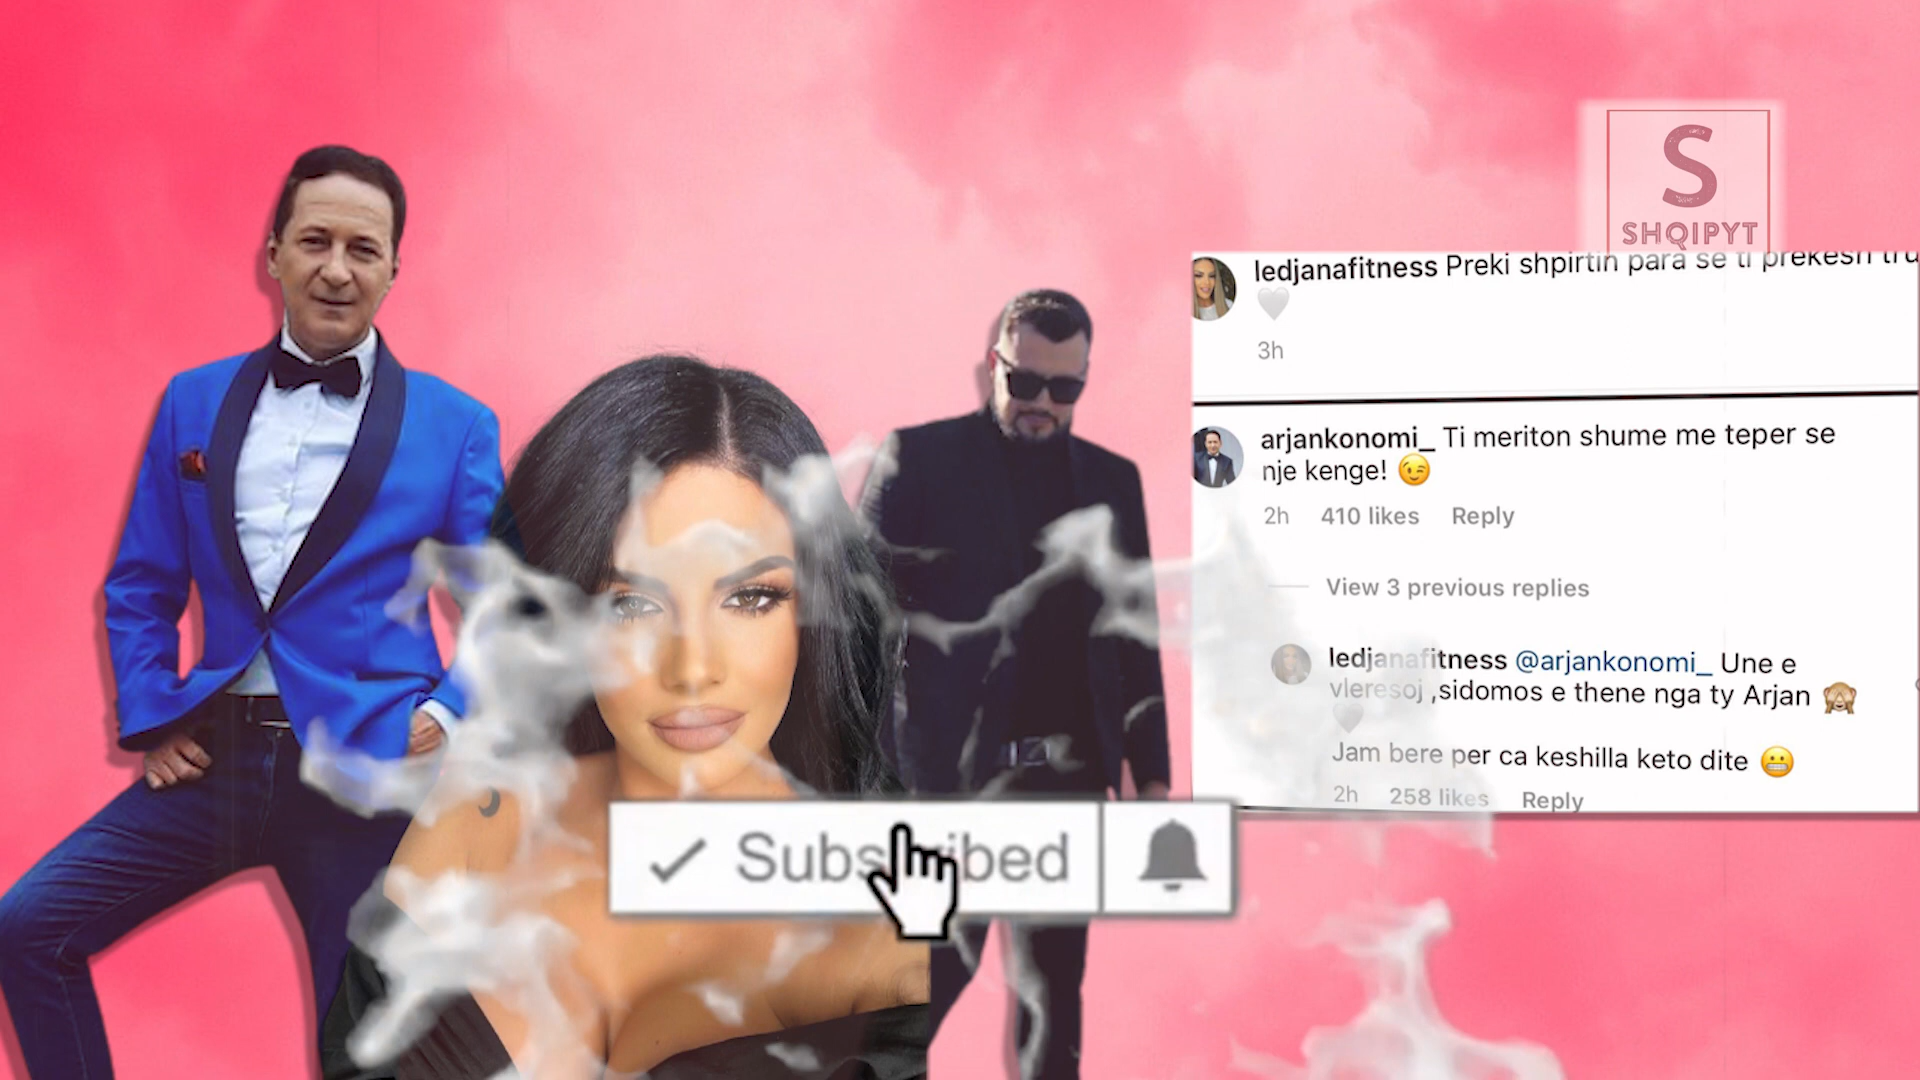 S
SHQIPYT
ledjanafitness Preki shpirtin para se ti prekesh
3h
arjankonomi_ Ti meriton shume me teper se
nje kenge! 😉
2h 410 likes Reply
View 3 previous replies
ledjanafitness @arjankonomi_ Une e
vleresoj ,sidomos e thene nga ty Arjan 🙈
🤍
Jam bere per ca keshilla keto dite 😬
2h 258 likes Reply
Subscribed